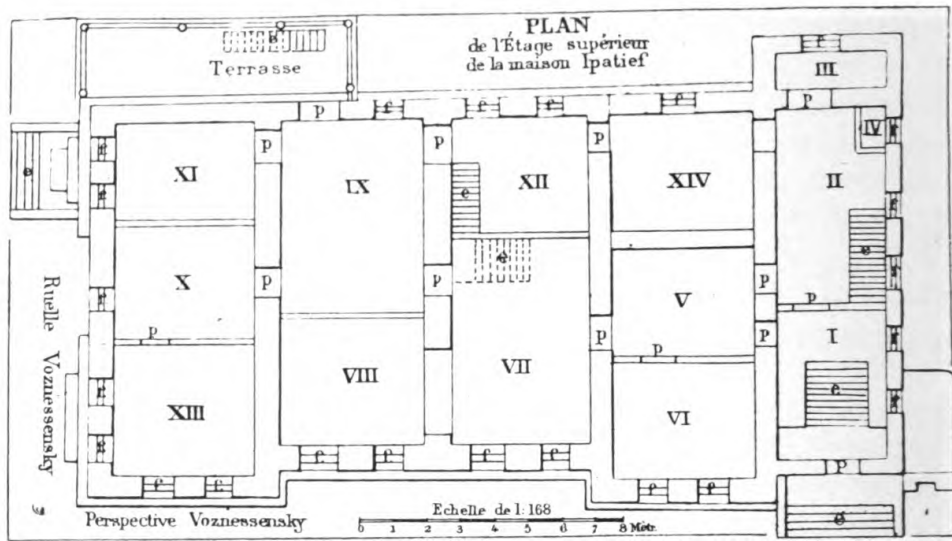 PLAN
de l'Étage supérieur
de la maison Ipatief
Terrasse
e
f
III
p
IV
f
f
f
f
f
p
f
f
f
f
XI
p
IX
p
XII
e
p
XIV
II
e
e
f
f
X
p
p
p
e
V
p
p
p
I
e
f
f
f
XIII
VIII
VII
p
p
VI
p
f
f
f
f
f
f
f
f
e
Ruelle Voznessensky
Perspective Voznessensky
Echelle de 1:168
0 1 2 3 4 5 6 7 8 Mètr.